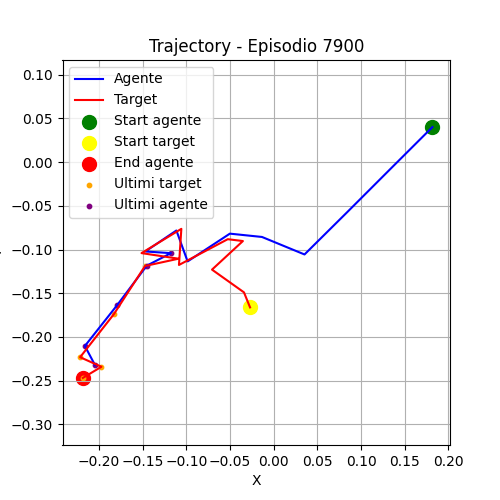 Trajectory - Episodio 7900
Agente
Target
Start agente
Start target
End agente
Ultimi target
Ultimi agente
0.10
0.05
0.00
−0.05
−0.10
−0.15
−0.20
−0.25
−0.30
−0.20 −0.15 −0.10 −0.05 0.00 0.05 0.10 0.15 0.20
X